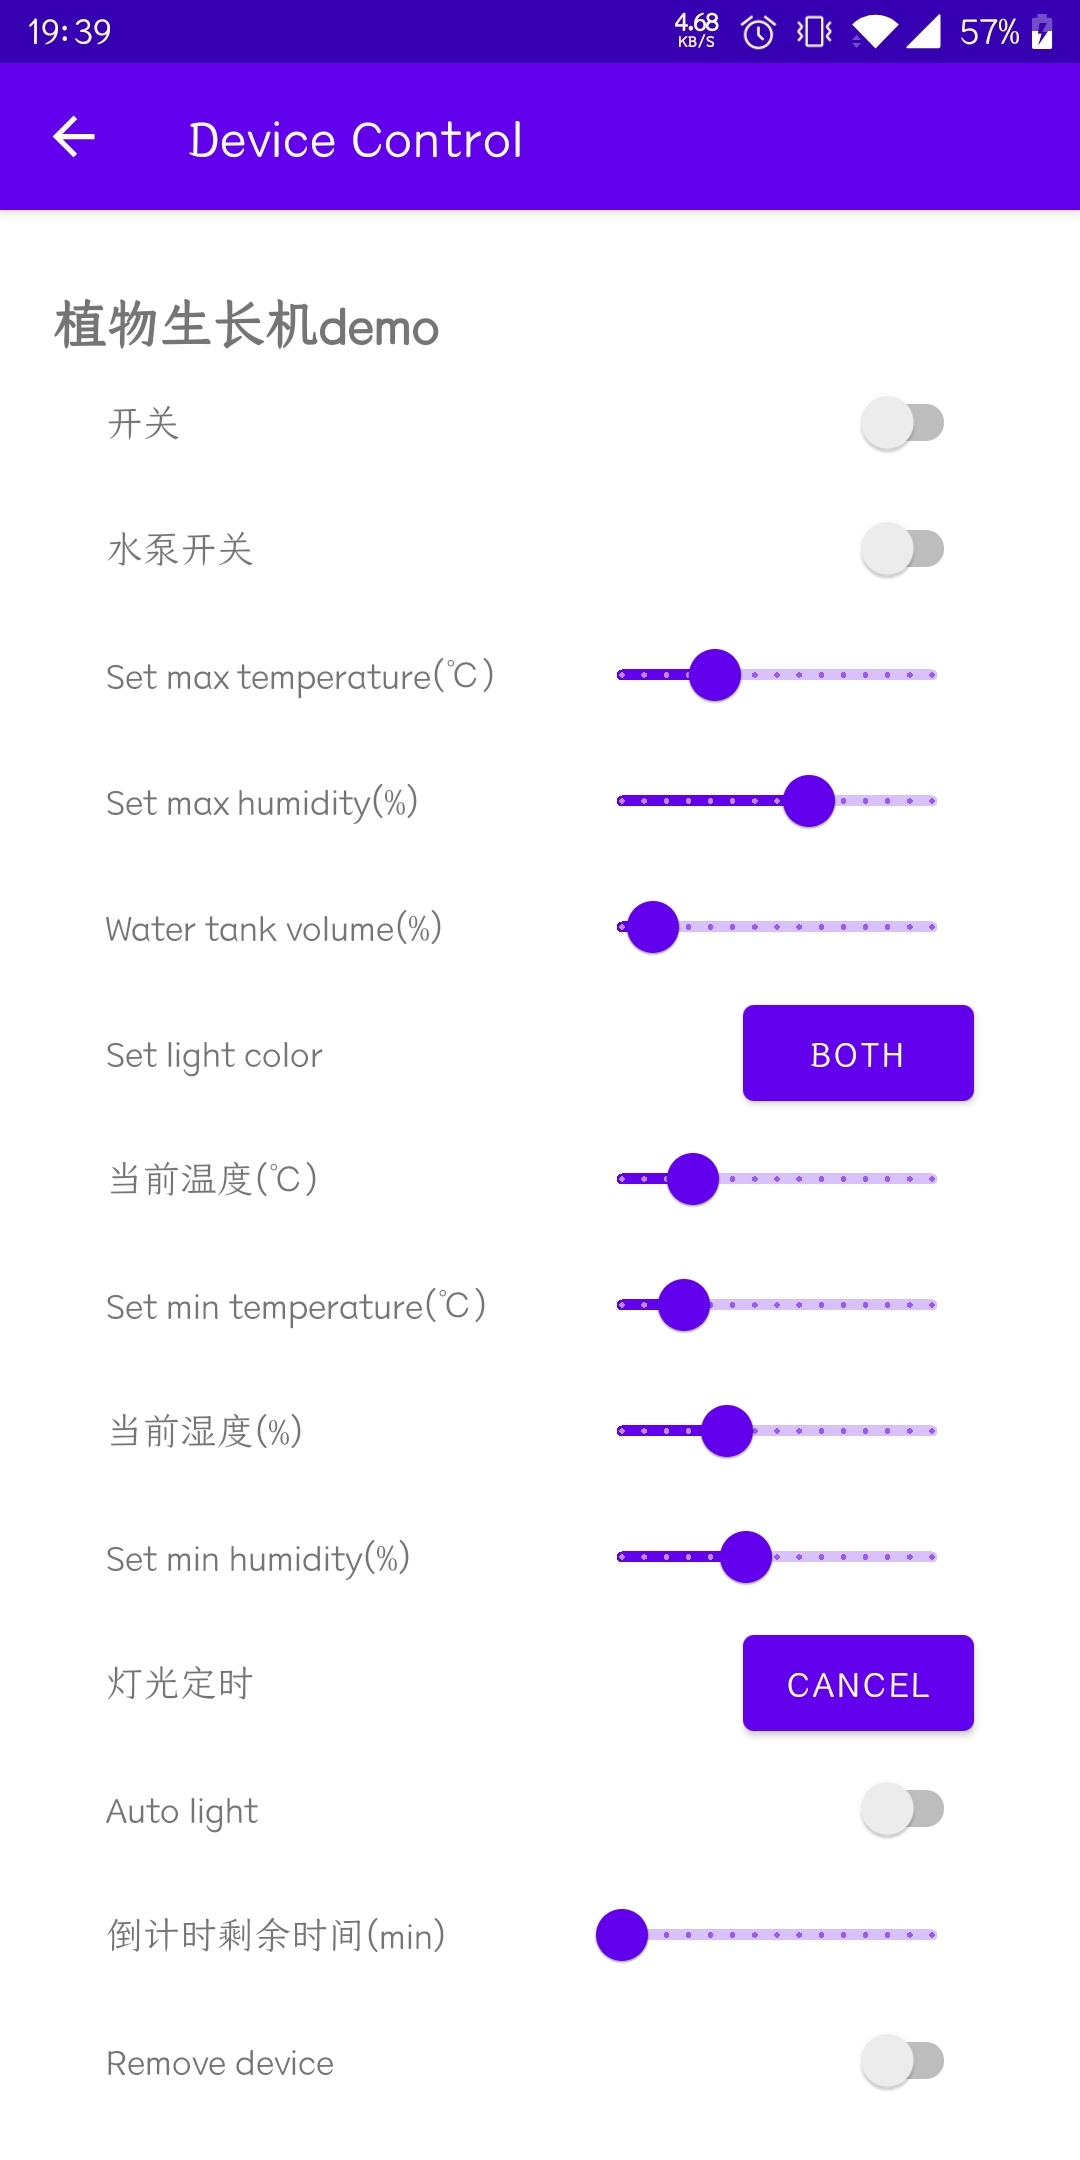 19:39
4.68
KB/S
57%
Device Control
植物生长机demo
开关
水泵开关
Set max temperature(℃)
Set max humidity(%)
Water tank volume(%)
Set light color
BOTH
当前温度(℃)
Set min temperature(℃)
当前湿度(%)
Set min humidity(%)
灯光定时
CANCEL
Auto light
倒计时剩余时间(min)
Remove device